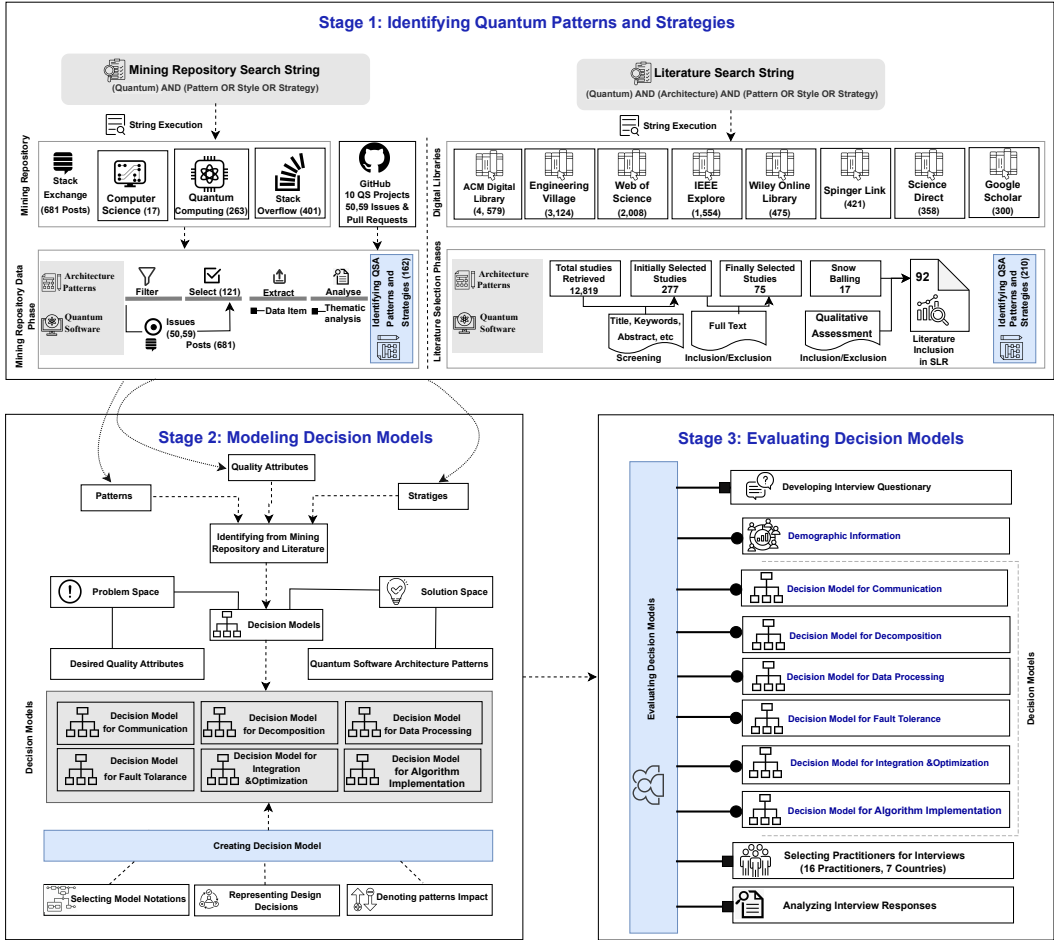 Stage 1: Identifying Quantum Patterns and Strategies
Mining Repository Search String
(Quantum) AND (Pattern OR Style OR Strategy)
String Execution
Literature Search String
(Quantum) AND (Architecture) AND (Pattern OR Style OR Strategy)
String Execution
Mining Repository
Stack
Exchange
(681 Posts)
Computer
Science (17)
Quantum
Computing (263)
Stack
Overflow (401)
GitHub
10 QS Projects
50,59 Issues &
Pull Requests
Digital Libraries
ACM Digital
Library
(4, 579)
Engineering
Village
(3,124)
Web of
Science
(2,008)
IEEE
Explore
(1,554)
Wiley Online
Library
(475)
Spinger Link
(421)
Science
Direct
(358)
Google
Scholar
(300)
Mining Repository Data
Phase
Architecture
Patterns
Quantum
Software
Filter
Select (121)
Extract
Analyse
Data Item
Thematic
analysis
Issues
(50,59)
Posts (681)
Identifying QSA
Patterns and
Strategies (162)
Literature Selection Phases
Architecture
Patterns
Quantum
Software
Total studies
Retrieved
12,819
Initially Selected
Studies
277
Finally Selected
Studies
75
Snow
Balling
17
Title, Keywords,
Abstract, etc
Screening
Full Text
Inclusion/Exclusion
Qualitative
Assessment
Inclusion/Exclusion
92
Literature
Inclusion
in SLR
Identifying QSA
Patterns and
Strategies (210)
Stage 2: Modeling Decision Models
Quality Attributes
Patterns
Stratiges
Identifying from Mining
Repository and Literature
Problem Space
Solution Space
Decision Models
Desired Quality Attributes
Quantum Software Architecture Patterns
Decision Models
Decision Model
for Communication
Decision Model
for Decomposition
Decision Model
for Data Processing
Decision Model
for Fault Tolarance
Decision Model for
Integration
&Optimization
Decision Model
for Algorithm
Implementation
Creating Decision Model
Selecting Model Notations
Representing Design
Decisions
Denoting patterns Impact
Stage 3: Evaluating Decision Models
Evaluating Decision Models
Developing Interview Questionary
Demographic Information
Decision Model for Communication
Decision Model for Decomposition
Decision Model for Data Processing
Decision Model for Fault Tolerance
Decision Model for Integration &Optimization
Decision Model for Algorithm Implementation
Decision Models
Selecting Practitioners for Interviews
(16 Practitioners, 7 Countries)
Analyzing Interview Responses